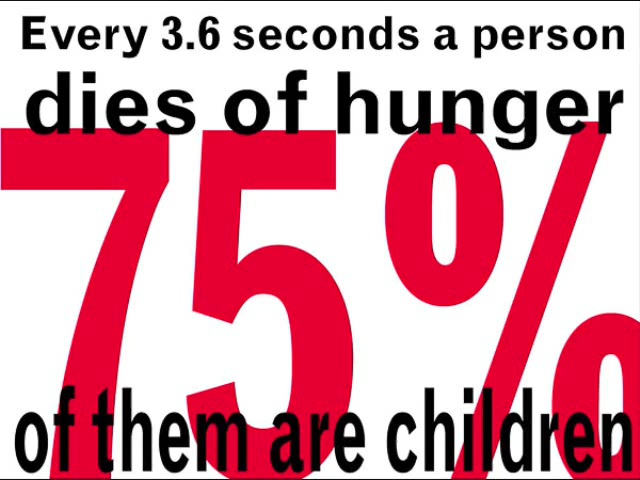 Every 3.6 seconds a person
dies of hunger
75%
of them are children